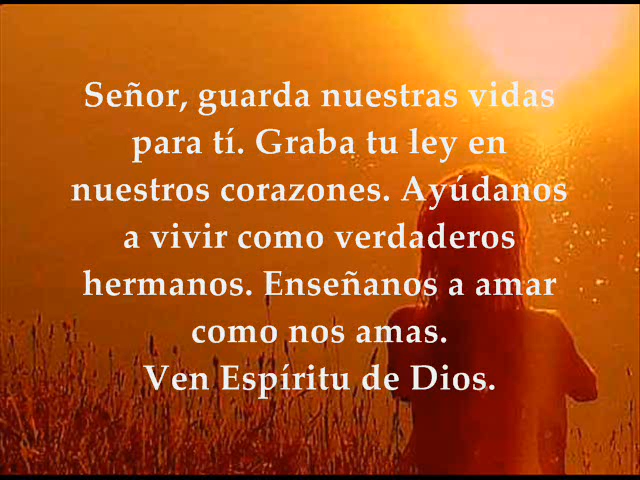 Señor, guarda nuestras vidas
para tí. Graba tu ley en
nuestros corazones. Ayúdanos
a vivir como verdaderos
hermanos. Enseñanos a amar
como nos amas.
Ven Espíritu de Dios.